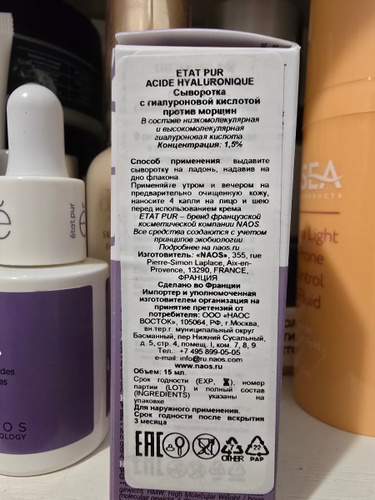 ETAT PUR
ACIDE HYALURONIQUE
Сыворотка
с гиалуроновой кислотой
против морщин
В составе низкомолекулярная
и высокомолекулярная
гиалуроновая кислота
Концентрация: 1,5%
Способ применения: выдавите
сыворотку на ладонь, надавив на
дно флакона
Применяйте утром и вечером на
предварительно очищенную кожу,
нанесите 4 капли на лицо и шею
перед использованием крема
ETAT PUR – бренд французской
косметической компании NAOS
Все средства создаются с учетом
принципов экобиологии
Подробнее на naos.ru
Изготовитель: «NAOS», 355, rue
Pierre-Simon Laplace, Aix-en-
Provence, 13290, FRANCE,
ФРАНЦИЯ
Сделано во Франции
Импортер и уполномоченная
изготовителем организация на
принятие претензий от
потребителя: ООО «НАОС
ВОСТОК», 105064, РФ, г.Москва,
вн.тер.г. муниципальный округ
Басманный, пер Нижний Сусальный,
д. 5, стр. 4, помещ. I, ком. 7, 8, 9
Тел. +7 495 899-05-05
e-mail: info@ru.naos.com
www.naos.ru
Объем: 15 мл.
Срок годности (EXP, ), номер
партии (LOT) и полный состав
(INGREDIENTS) указаны на
упаковке
Для наружного применения.
Срок годности после вскрытия
3 месяца
EAC
OTHER
PAP
état pur
OS
OLOGY
SEA
Light